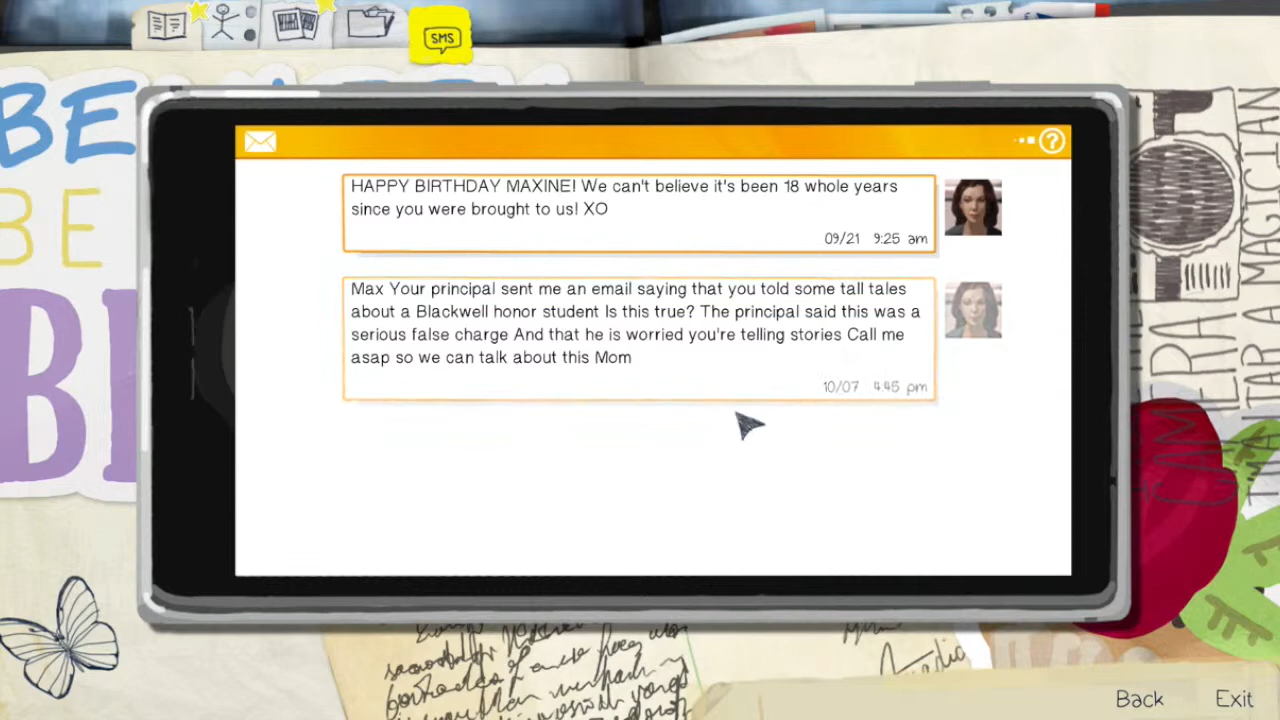 SMS
HAPPY BIRTHDAY MAXINE! We can't believe it's been 18 whole years
since you were brought to us! XO
09/21 9:25 am
Max Your principal sent me an email saying that you told some tall tales
about a Blackwell honor student Is this true? The principal said this was a
serious false charge And that he is worried you're telling stories Call me
asap so we can talk about this Mom
10/07 4:45 pm
BE
BE
Back Exit